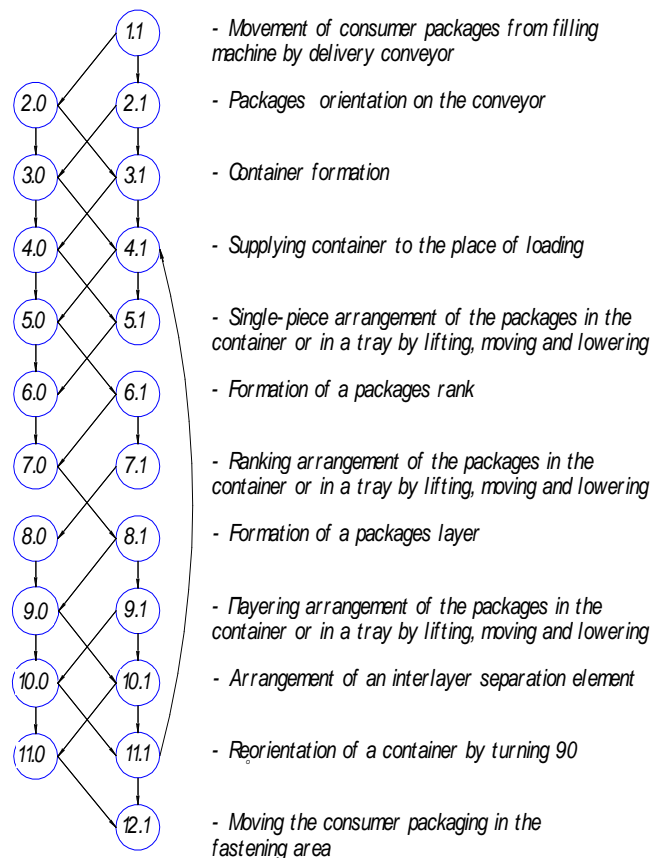 1.1 - Movement of consumer packages from filling
machine by delivery conveyor
2.0 2.1 - Packages orientation on the conveyor
3.0 3.1 - Container formation
4.0 4.1 - Supplying container to the place of loading
5.0 5.1 - Single-piece arrangement of the packages in the
container or in a tray by lifting, moving and lowering
6.0 6.1 - Formation of a packages rank
7.0 7.1 - Ranking arrangement of the packages in the
container or in a tray by lifting, moving and lowering
8.0 8.1 - Formation of a packages layer
9.0 9.1 - Пlayering arrangement of the packages in the
container or in a tray by lifting, moving and lowering
10.0 10.1 - Arrangement of an interlayer separation element
11.0 11.1 - Reorientation of a container by turning 90
12.1 - Moving the consumer packaging in the
fastening area